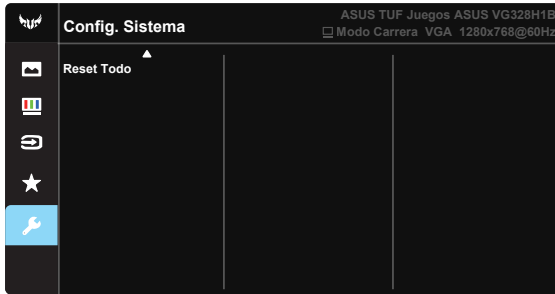 Config. Sistema
ASUS TUF Juegos ASUS VG328H1B
Modo Carrera VGA 1280x768@60Hz
Reset Todo